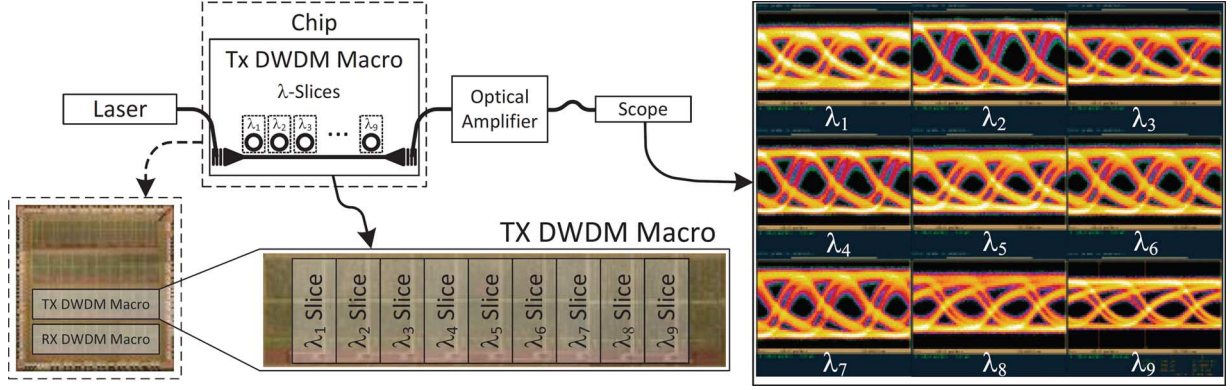 Chip
Tx DWDM Macro
λ-Slices
Laser
λ1
λ2
λ3
...
λ9
Optical
Amplifier
Scope
TX DWDM Macro
RX DWDM Macro
TX DWDM Macro
λ1 Slice
λ2 Slice
λ3 Slice
λ4 Slice
λ5 Slice
λ6 Slice
λ7 Slice
λ8 Slice
λ9 Slice
λ1
λ2
λ3
λ4
λ5
λ6
λ7
λ8
λ9